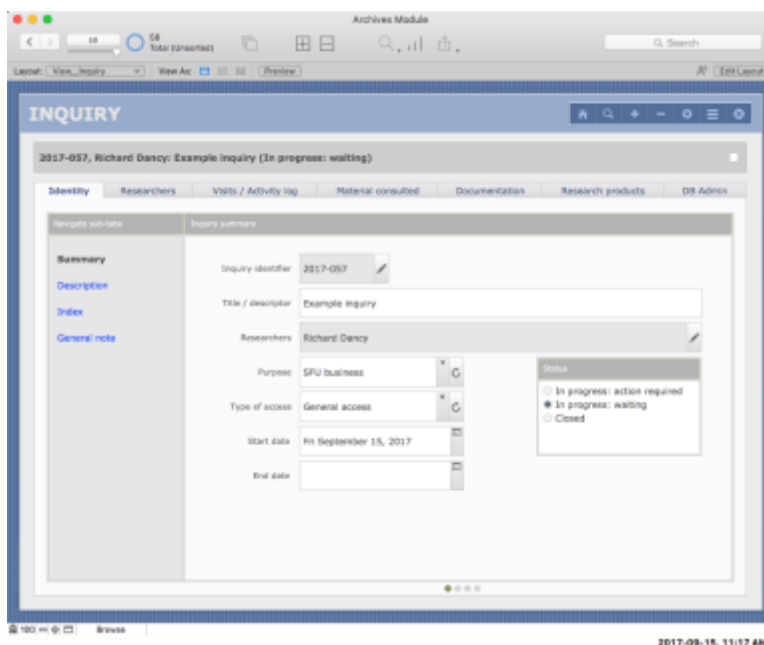 Archives Module
58
58
Total (Unsorted)
Search
Layout: View_Inquiry View As: Preview Edit Layout
INQUIRY
2017-057, Richard Dancy: Example inquiry (In progress: waiting)
Identity Researchers Visits / Activity log Material consulted Documentation Research products DB Admin
Navigate sub-tabs Inquiry summary
Summary
Description
Index
General note
Inquiry identifier 2017-057
Title / descriptor Example inquiry
Researchers Richard Dancy
Purpose SFU business
Type of access General access
Start date Fri September 15, 2017
End date
Status
In progress: action required
In progress: waiting
Closed
100 Browse
2017-09-15, 11:17 AM